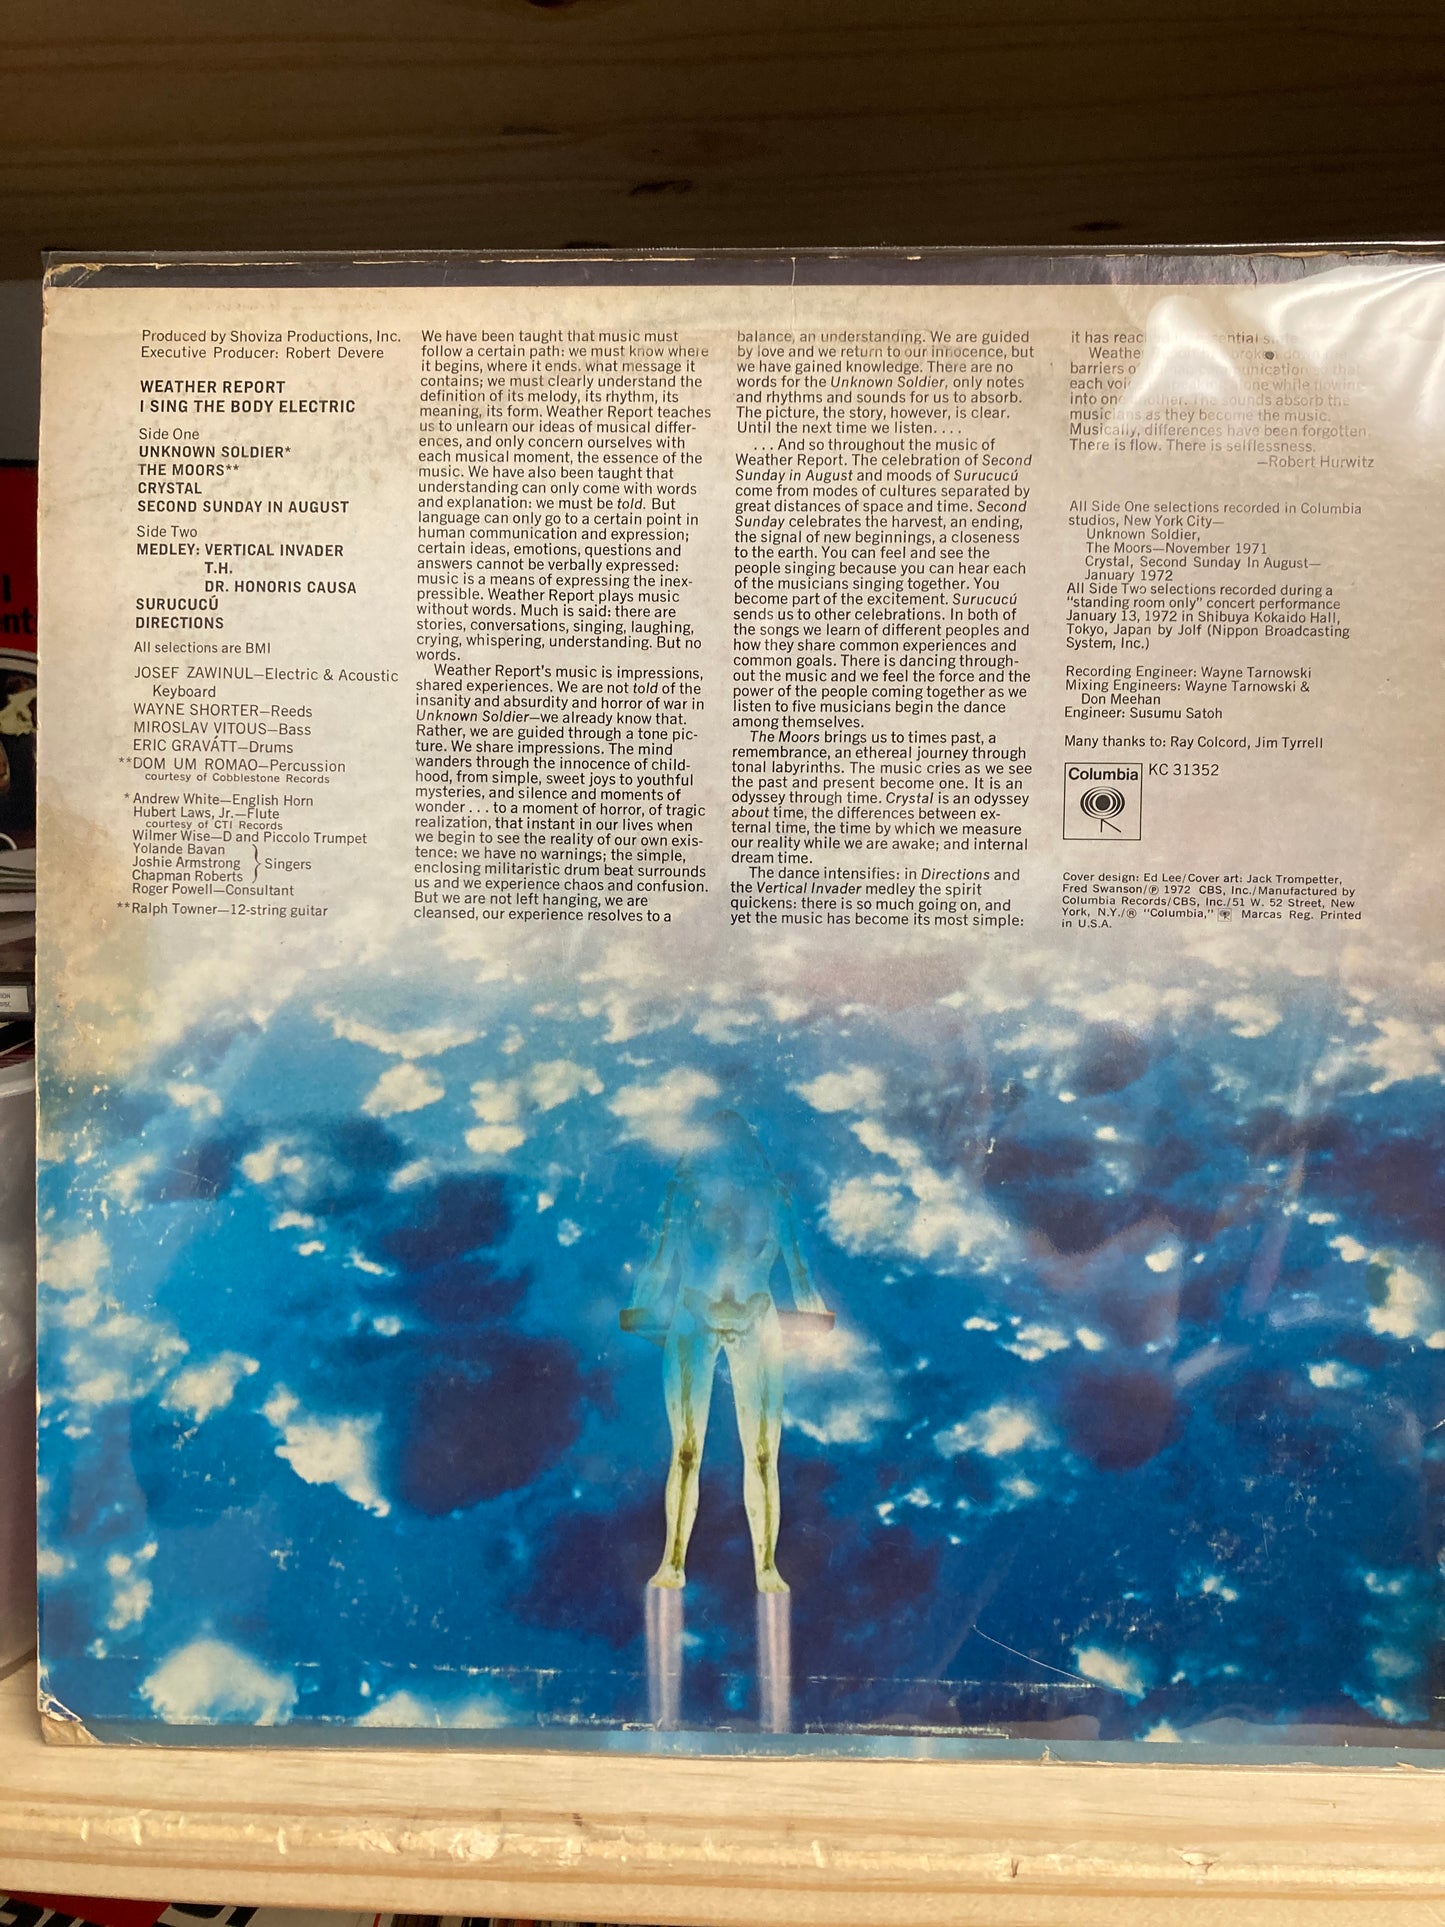 Produced by Shoviza Productions, Inc.
Executive Producer: Robert Devere
WEATHER REPORT
I SING THE BODY ELECTRIC
Side One
UNKNOWN SOLDIER*
THE MOORS**
CRYSTAL
SECOND SUNDAY IN AUGUST
Side Two
MEDLEY: VERTICAL INVADER
T.H.
DR. HONORIS CAUSA
SURUCUCÚ
DIRECTIONS
All selections are BMI
JOSEF ZAWINUL—Electric & Acoustic
Keyboard
WAYNE SHORTER—Reeds
MIROSLAV VITOUS—Bass
ERIC GRAVÁTT—Drums
**DOM UM ROMAO—Percussion
courtesy of Cobblestone Records
* Andrew White—English Horn
Hubert Laws, Jr.—Flute
courtesy of CTI Records
Wilmer Wise—D and Piccolo Trumpet
Yolande Bavan
Joshie Armstrong } Singers
Chapman Roberts
Roger Powell—Consultant
**Ralph Towner—12-string guitar
We have been taught that music must
follow a certain path: we must know where
it begins, where it ends. what message it
contains; we must clearly understand the
definition of its melody, its rhythm, its
meaning, its form. Weather Report teaches
us to unlearn our ideas of musical differ-
ences, and only concern ourselves with
each musical moment, the essence of the
music. We have also been taught that
understanding can only come with words
and explanation: we must be told. But
language can only go to a certain point in
human communication and expression;
certain ideas, emotions, questions and
answers cannot be verbally expressed:
music is a means of expressing the inex-
pressible. Weather Report plays music
without words. Much is said: there are
stories, conversations, singing, laughing,
crying, whispering, understanding. But no
words.
Weather Report's music is impressions,
shared experiences. We are not told of the
insanity and absurdity and horror of war in
Unknown Soldier—we already know that.
Rather, we are guided through a tone pic-
ture. We share impressions. The mind
wanders through the innocence of child-
hood, from simple, sweet joys to youthful
mysteries, and silence and moments of
wonder . . . to a moment of horror, of tragic
realization, that instant in our lives when
we begin to see the reality of our own exis-
tence: we have no warnings; the simple,
enclosing militaristic drum beat surrounds
us and we experience chaos and confusion.
But we are not left hanging, we are
cleansed, our experience resolves to a
balance, an understanding. We are guided
by love and we return to our innocence, but
we have gained knowledge. There are no
words for the Unknown Soldier, only notes
and rhythms and sounds for us to absorb.
The picture, the story, however, is clear.
Until the next time we listen. . . .
. . . And so throughout the music of
Weather Report. The celebration of Second
Sunday in August and moods of Surucucú
come from modes of cultures separated by
great distances of space and time. Second
Sunday celebrates the harvest, an ending,
the signal of new beginnings, a closeness
to the earth. You can feel and see the
people singing because you can hear each
of the musicians singing together. You
become part of the excitement. Surucucú
sends us to other celebrations. In both of
the songs we learn of different peoples and
how they share common experiences and
common goals. There is dancing through-
out the music and we feel the force and the
power of the people coming together as we
listen to five musicians begin the dance
among themselves.
The Moors brings us to times past, a
remembrance, an ethereal journey through
tonal labyrinths. The music cries as we see
the past and present become one. It is an
odyssey through time. Crystal is an odyssey
about time, the differences between ex-
ternal time, the time by which we measure
our reality while we are awake; and internal
dream time.
The dance intensifies: in Directions and
the Vertical Invader medley the spirit
quickens: there is so much going on, and
yet the music has become its most simple:
it has
Weather broken down
barriers of communication so that
each voice speaking alone while flowing
into one another. The sounds absorb the
musicians as they become the music.
Musically, differences have been forgotten.
There is flow. There is selflessness.
—Robert Hurwitz
All Side One selections recorded in Columbia
studios, New York City—
Unknown Soldier,
The Moors—November 1971
Crystal, Second Sunday In August—
January 1972
All Side Two selections recorded during a
"standing room only" concert performance
January 13, 1972 in Shibuya Kokaido Hall,
Tokyo, Japan by Jolf (Nippon Broadcasting
System, Inc.)
Recording Engineer: Wayne Tarnowski
Mixing Engineers: Wayne Tarnowski &
Don Meehan
Engineer: Susumu Satoh
Many thanks to: Ray Colcord, Jim Tyrrell
Columbia KC 31352
Cover design: Ed Lee/Cover art: Jack Trompetter,
Fred Swanson/℗ 1972 CBS, Inc./Manufactured by
Columbia Records/CBS, Inc./51 W. 52 Street, New
York, N.Y./® "Columbia," Marcas Reg. Printed
in U.S.A.